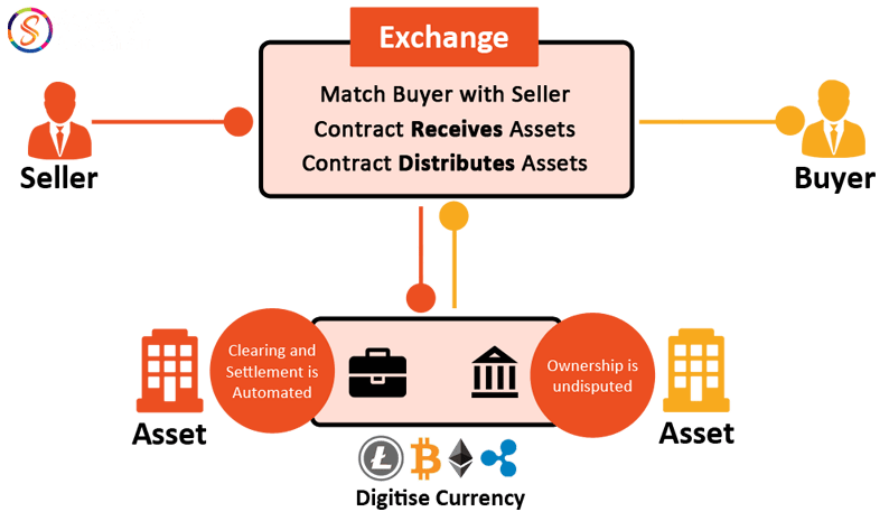 Exchange
Match Buyer with Seller
Contract Receives Assets
Contract Distributes Assets
Seller
Buyer
Clearing and
Settlement is
Automated
Ownership is
undisputed
Asset
Asset
Digitise Currency